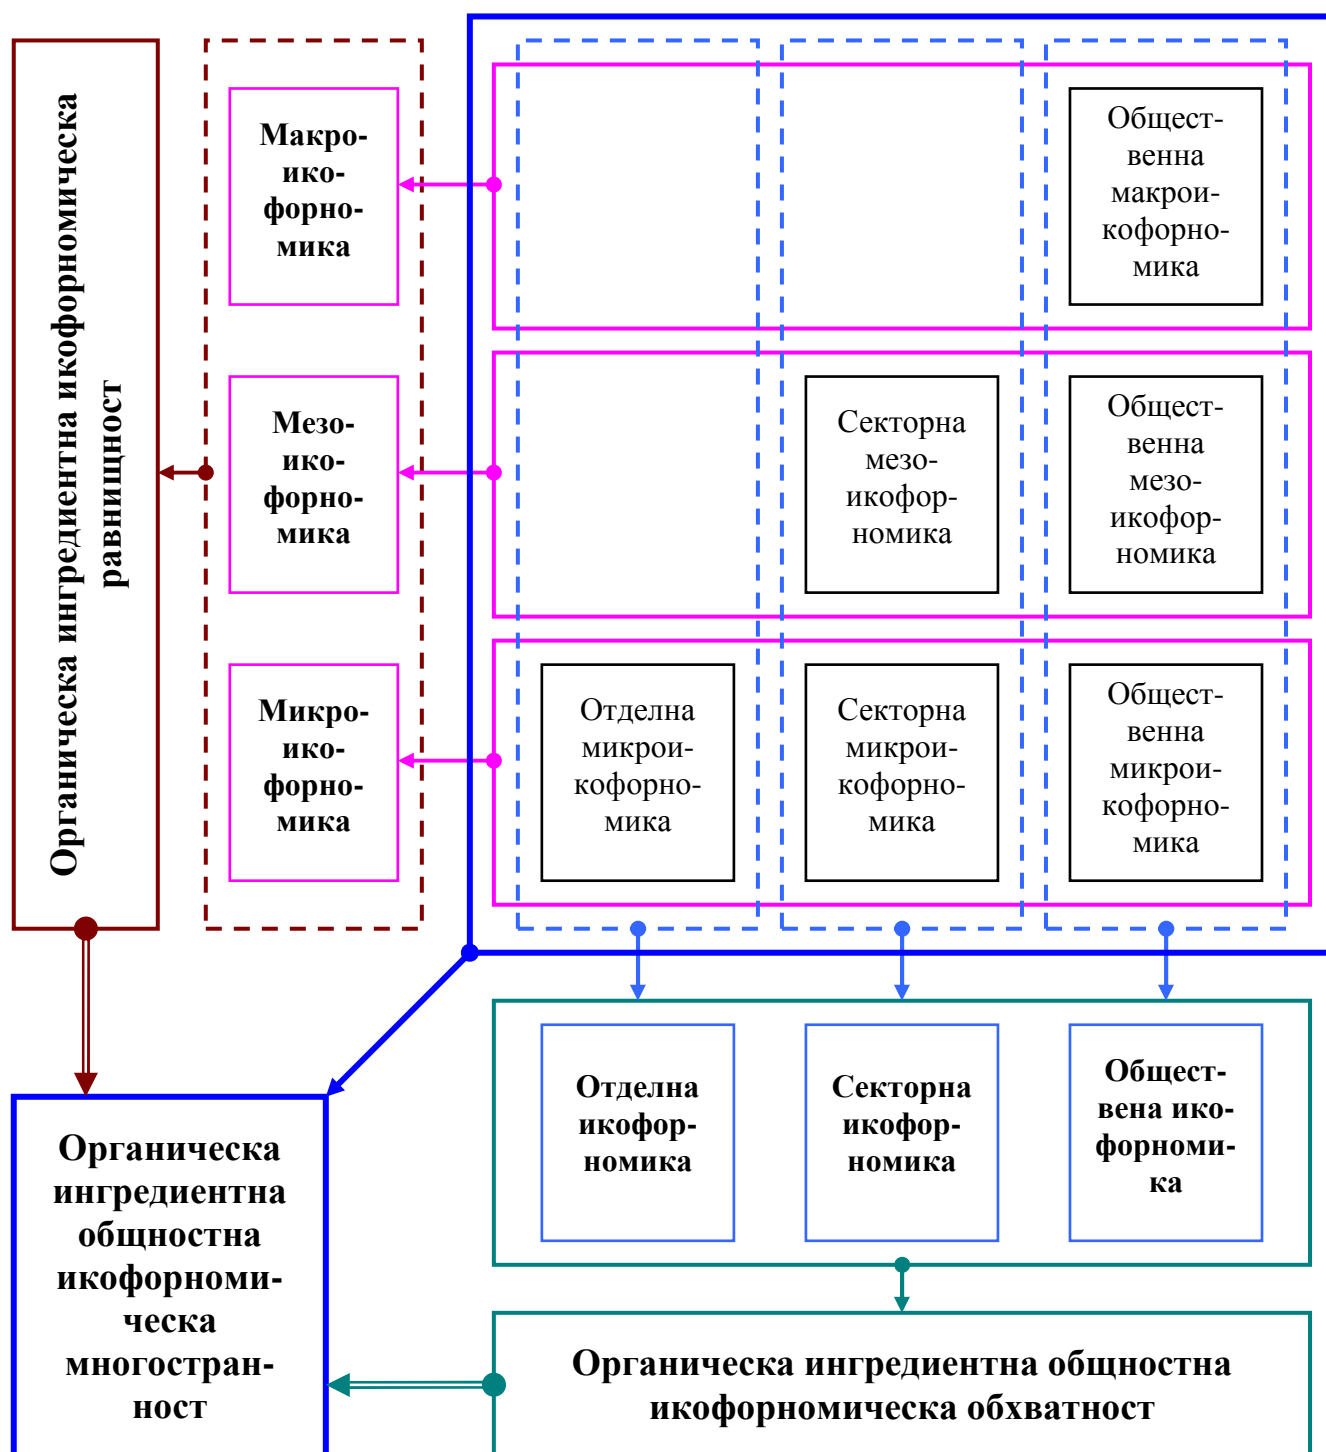 Органическа ингредиентна икофорномическа
равнищност
Макро-
ико-
форно-
мика
Общест-
венна
макрои-
кофорно-
мика
Мезо-
ико-
форно-
мика
Секторна
мезо-
икофор-
номика
Общест-
венна
мезо-
икофор-
номика
Микро-
ико-
форно-
мика
Отделна
микрои-
кофорно-
мика
Секторна
микрои-
кофорно-
мика
Общест-
венна
микрои-
кофорно-
мика
Отделна
икофор-
номика
Секторна
икофор-
номика
Общест-
вена ико-
форноми-
ка
Органическа
ингредиентна
общностна
икофорноми-
ческа
многостран-
ност
Органическа ингредиентна общностна
икофорномическа обхватност